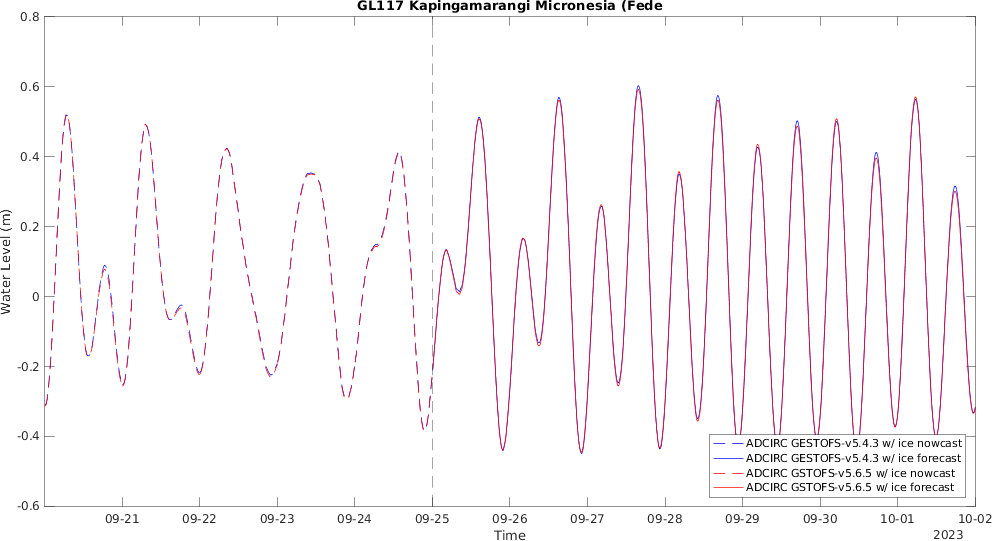 GL117 Kapingamarangi Micronesia (Fede
0.8
0.6
0.4
0.2
0
-0.2
-0.4
-0.6
Water Level (m)
ADCIRC GESTOFS-v5.4.3 w/ ice nowcast
ADCIRC GESTOFS-v5.4.3 w/ ice forecast
ADCIRC GSTOFS-v5.6.5 w/ ice nowcast
ADCIRC GSTOFS-v5.6.5 w/ ice forecast
09-21 09-22 09-23 09-24 09-25 09-26 09-27 09-28 09-29 09-30 10-01 10-02
Time
2023